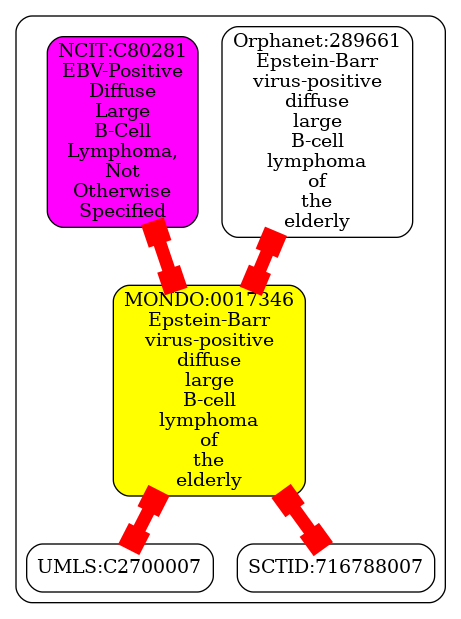 NCIT:C80281
EBV-Positive
Diffuse
Large
B-Cell
Lymphoma,
Not
Otherwise
Specified
Orphanet:289661
Epstein-Barr
virus-positive
diffuse
large
B-cell
lymphoma
of
the
elderly
MONDO:0017346
Epstein-Barr
virus-positive
diffuse
large
B-cell
lymphoma
of
the
elderly
UMLS:C2700007
SCTID:716788007